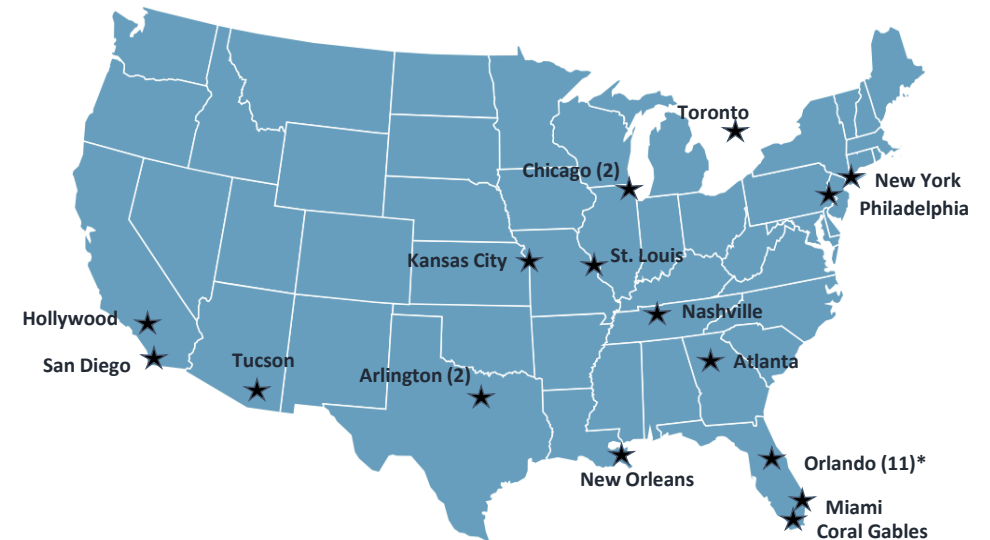 Toronto
Chicago (2)
New York
Philadelphia
Kansas City
St. Louis
Nashville
Hollywood
San Diego
Tucson
Arlington (2)
Atlanta
New Orleans
Orlando (11)*
Miami
Coral Gables